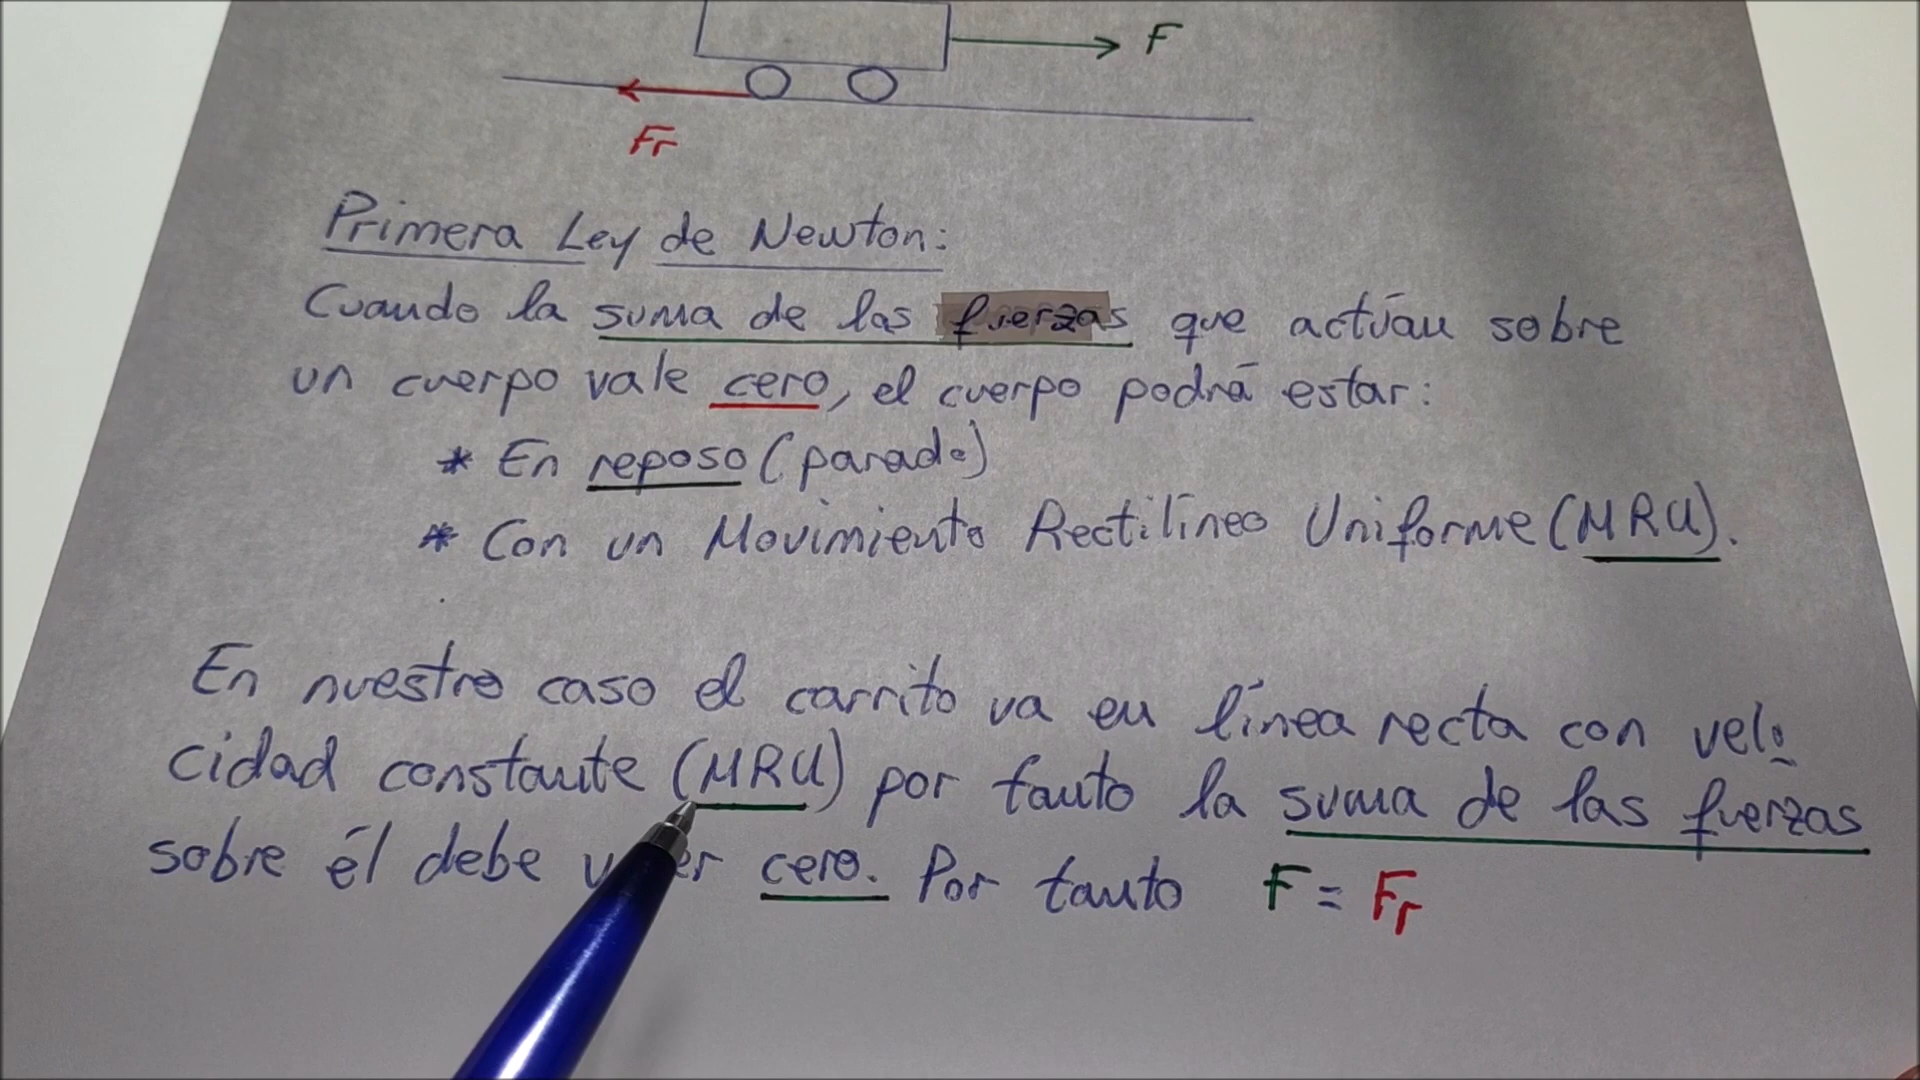 F
Fr
Primera Ley de Newton:
Cuando la suma de las fuerzas que actúan sobre
un cuerpo vale cero, el cuerpo podrá estar:
* En reposo (parado)
* Con un Movimiento Rectilíneo Uniforme (MRU).
En nuestro caso el carrito va en línea recta con velo
cidad constante (MRU) por tanto la suma de las fuerzas
sobre él debe cero. Por tanto F = Fr